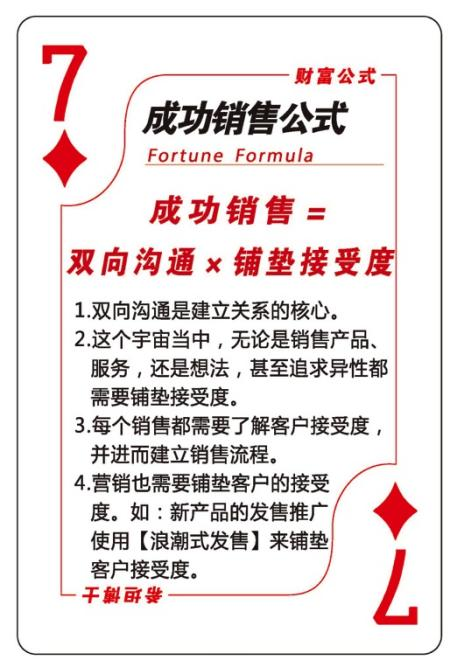 7
财富公式
成功销售公式
Fortune Formula
成功销售 =
双向沟通 × 铺垫接受度
1.双向沟通是建立关系的核心。
2.这个宇宙当中，无论是销售产品、
服务，还是想法，甚至追求异性都
需要铺垫接受度。
3.每个销售都需要了解客户接受度，
并进而建立销售流程。
4.营销也需要铺垫客户的接受
度。如：新产品的发售推广
使用【浪潮式发售】来铺垫
客户接受度。
希坦博士
7